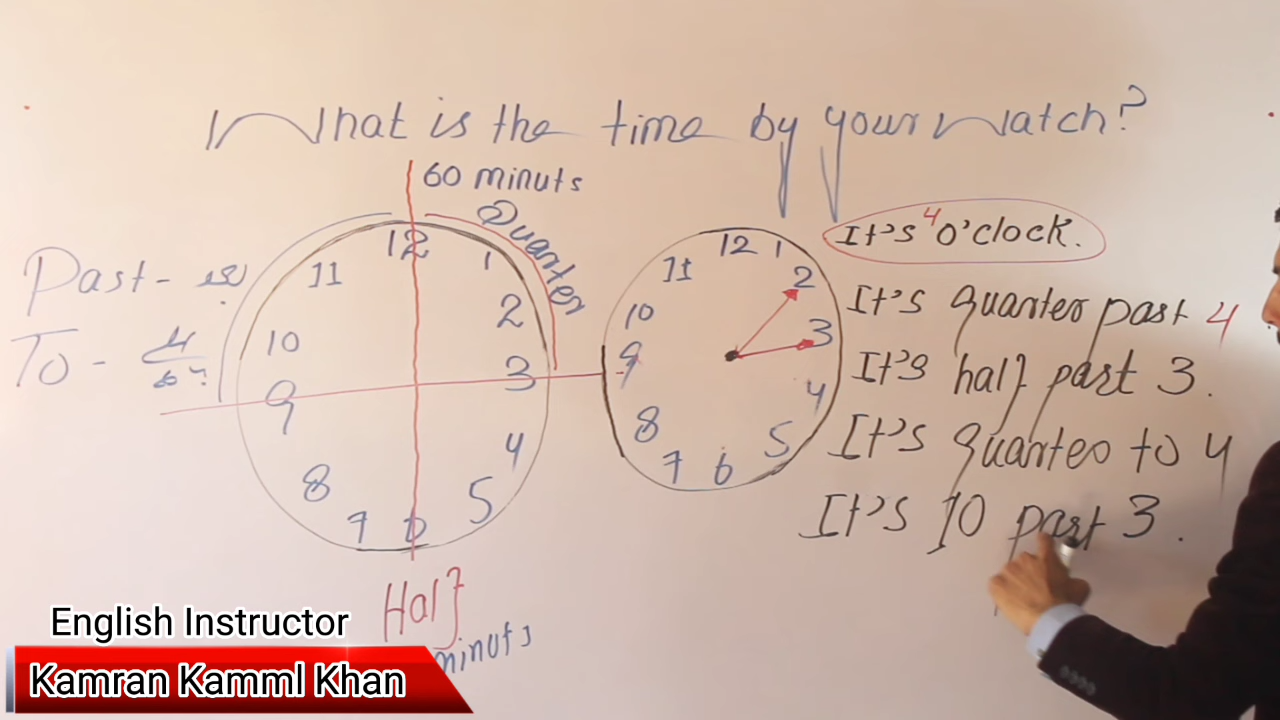 What is the time by your watch?
60 minuts
Quarter
Past -
To -
12
1
2
3
4
5
6
7
8
9
10
11
Half
minuts
12
1
2
3
4
5
6
7
8
9
10
11
It's 4 o'clock.
It's quarter past 4
It's half past 3.
It's quarter to 4
It's 10 past 3.
English Instructor
Kamran Kamml Khan